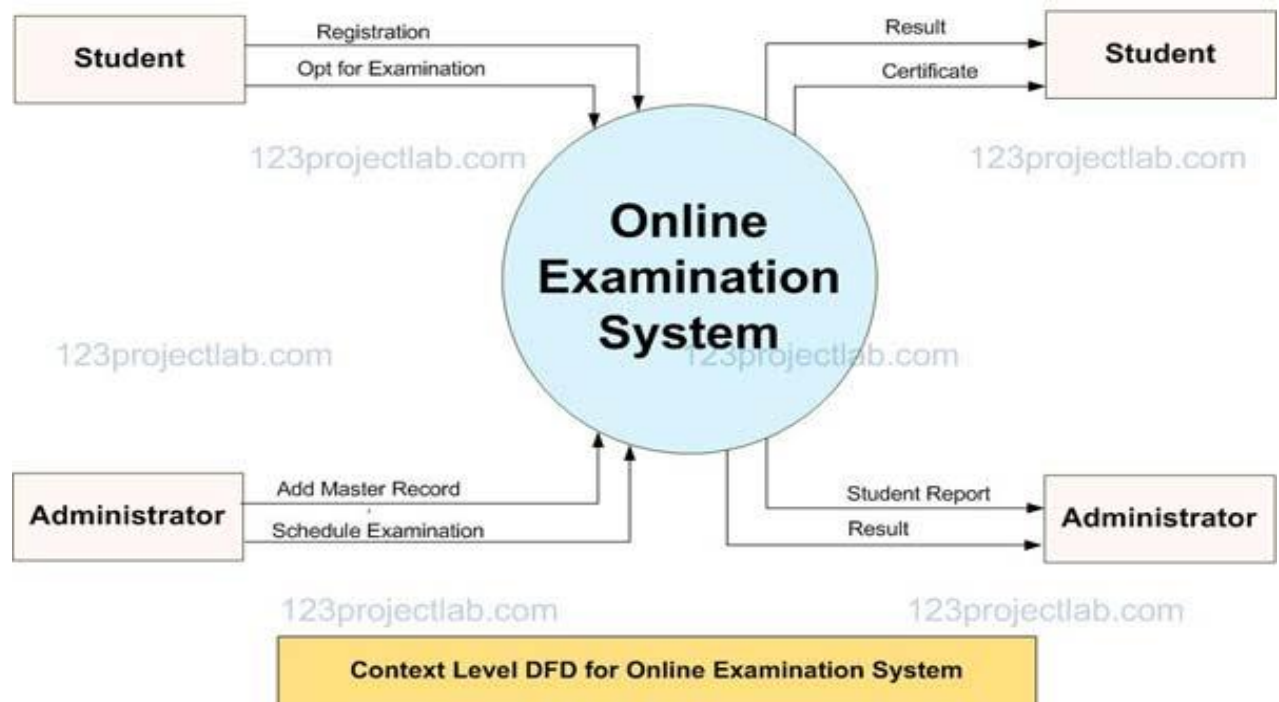 Student
Registration
Opt for Examination
Result
Certificate
Student
123projectlab.com
123projectlab.com
Online
Examination
System
123projectlab.com
123projectlab.com
Administrator
Add Master Record
Schedule Examination
Student Report
Result
Administrator
123projectlab.com
123projectlab.com
Context Level DFD for Online Examination System